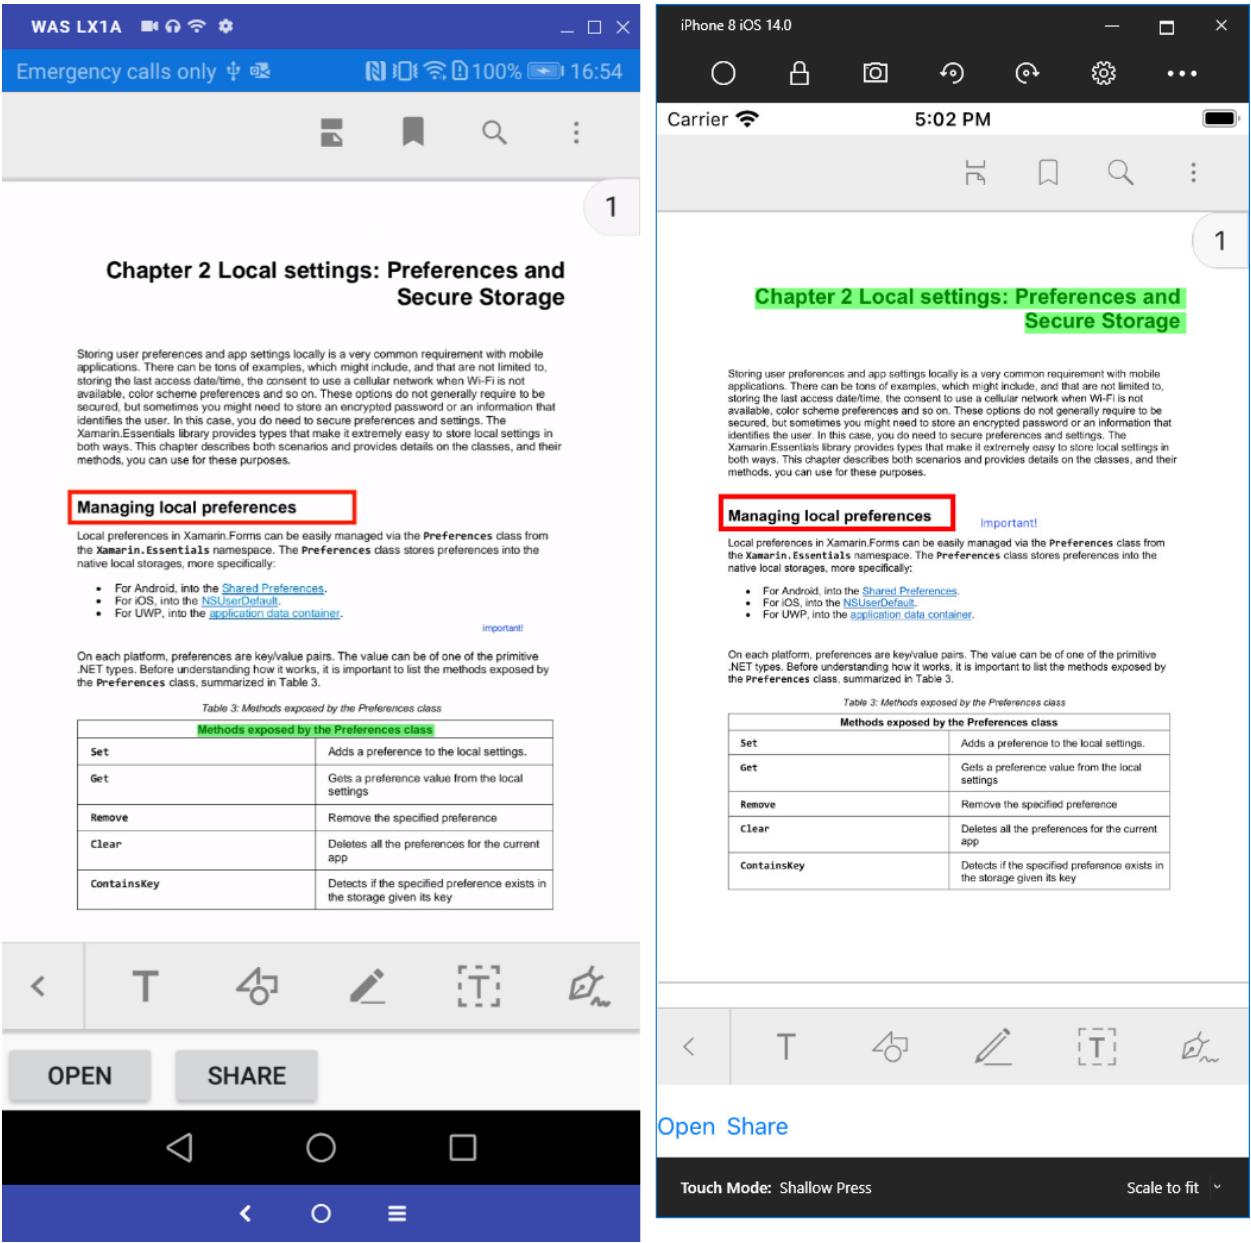 WAS LX1A
Emergency calls only 100% 16:54
1
Chapter 2 Local settings: Preferences and
Secure Storage
Storing user preferences and app settings locally is a very common requirement with mobile
applications. There can be tons of examples, which might include, and that are not limited to,
storing the last access date/time, the consent to use a cellular network when Wi-Fi is not
available, color scheme preferences and so on. These options do not generally require to be
secured, but sometimes you might need to store an encrypted password or an information that
identifies the user. In this case, you do need to secure preferences and settings. The
Xamarin.Essentials library provides types that make it extremely easy to store local settings in
both ways. This chapter describes both scenarios and provides details on the classes, and their
methods, you can use for these purposes.
Managing local preferences
Local preferences in Xamarin.Forms can be easily managed via the Preferences class from
the Xamarin.Essentials namespace. The Preferences class stores preferences into the
native local storages, more specifically:
• For Android, into the Shared Preferences.
• For iOS, into the NSUserDefault.
• For UWP, into the application data container.
important!
On each platform, preferences are key/value pairs. The value can be of one of the primitive
.NET types. Before understanding how it works, it is important to list the methods exposed by
the Preferences class, summarized in Table 3.
Table 3: Methods exposed by the Preferences class
Methods exposed by the Preferences class
Set Adds a preference to the local settings.
Get Gets a preference value from the local
settings
Remove Remove the specified preference
Clear Deletes all the preferences for the current
app
ContainsKey Detects if the specified preference exists in
the storage given its key
T T
OPEN SHARE
iPhone 8 iOS 14.0
Carrier 5:02 PM
1
Chapter 2 Local settings: Preferences and
Secure Storage
Storing user preferences and app settings locally is a very common requirement with mobile
applications. There can be tons of examples, which might include, and that are not limited to,
storing the last access date/time, the consent to use a cellular network when Wi-Fi is not
available, color scheme preferences and so on. These options do not generally require to be
secured, but sometimes you might need to store an encrypted password or an information that
identifies the user. In this case, you do need to secure preferences and settings. The
Xamarin.Essentials library provides types that make it extremely easy to store local settings in
both ways. This chapter describes both scenarios and provides details on the classes, and their
methods, you can use for these purposes.
Managing local preferences
Important!
Local preferences in Xamarin.Forms can be easily managed via the Preferences class from
the Xamarin.Essentials namespace. The Preferences class stores preferences into the
native local storages, more specifically:
• For Android, into the Shared Preferences.
• For iOS, into the NSUserDefault.
• For UWP, into the application data container.
On each platform, preferences are key/value pairs. The value can be of one of the primitive
.NET types. Before understanding how it works, it is important to list the methods exposed by
the Preferences class, summarized in Table 3.
Table 3: Methods exposed by the Preferences class
Methods exposed by the Preferences class
Set Adds a preference to the local settings.
Get Gets a preference value from the local
settings
Remove Remove the specified preference
Clear Deletes all the preferences for the current
app
ContainsKey Detects if the specified preference exists in
the storage given its key
T T
Open Share
Touch Mode: Shallow Press Scale to fit